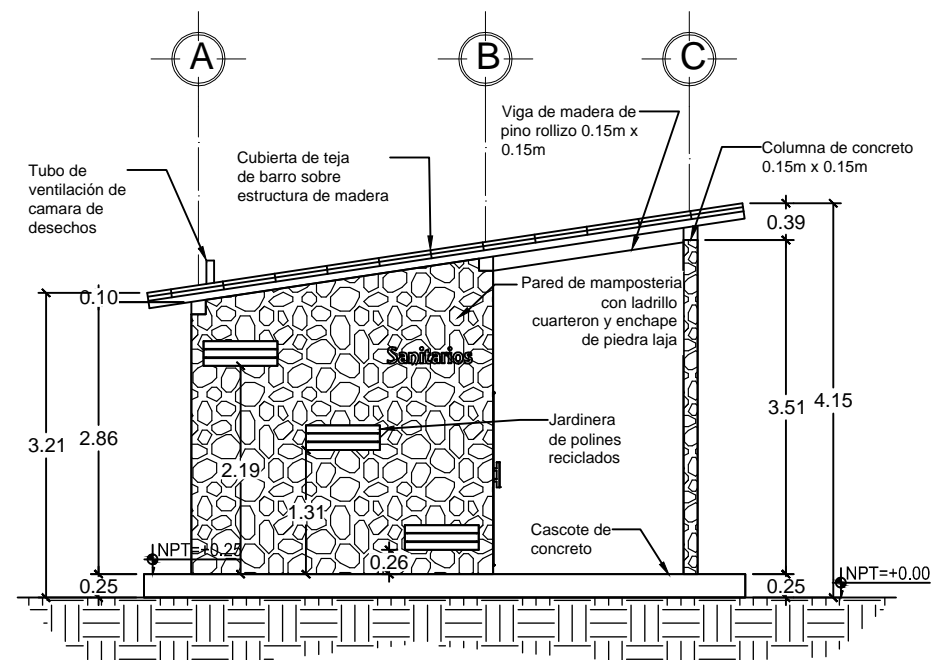 A
B
C
Viga de madera de
pino rollizo 0.15m x
0.15m
Tubo de
ventilación de
camara de
desechos
Cubierta de teja
de barro sobre
estructura de madera
Columna de concreto
0.15m x 0.15m
0.39
0.10
Pared de mamposteria
con ladrillo
cuarteron y enchape
de piedra laja
Sanitarios
3.21
2.86
2.19
1.31
Jardinera
de polines
reciclados
3.51
4.15
Cascote de
concreto
NPT=+0.25
0.26
0.25
0.25
NPT=+0.00